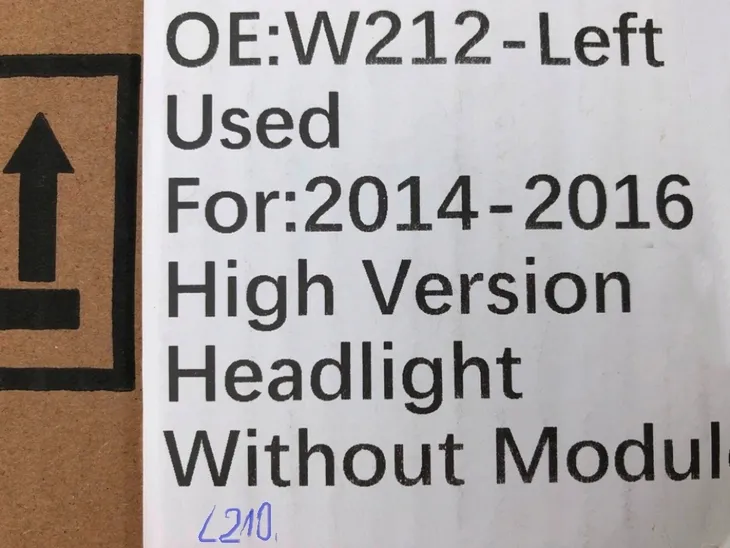 OE:W212-Left
Used
For:2014-2016
High Version
Headlight
Without Modul
L210.